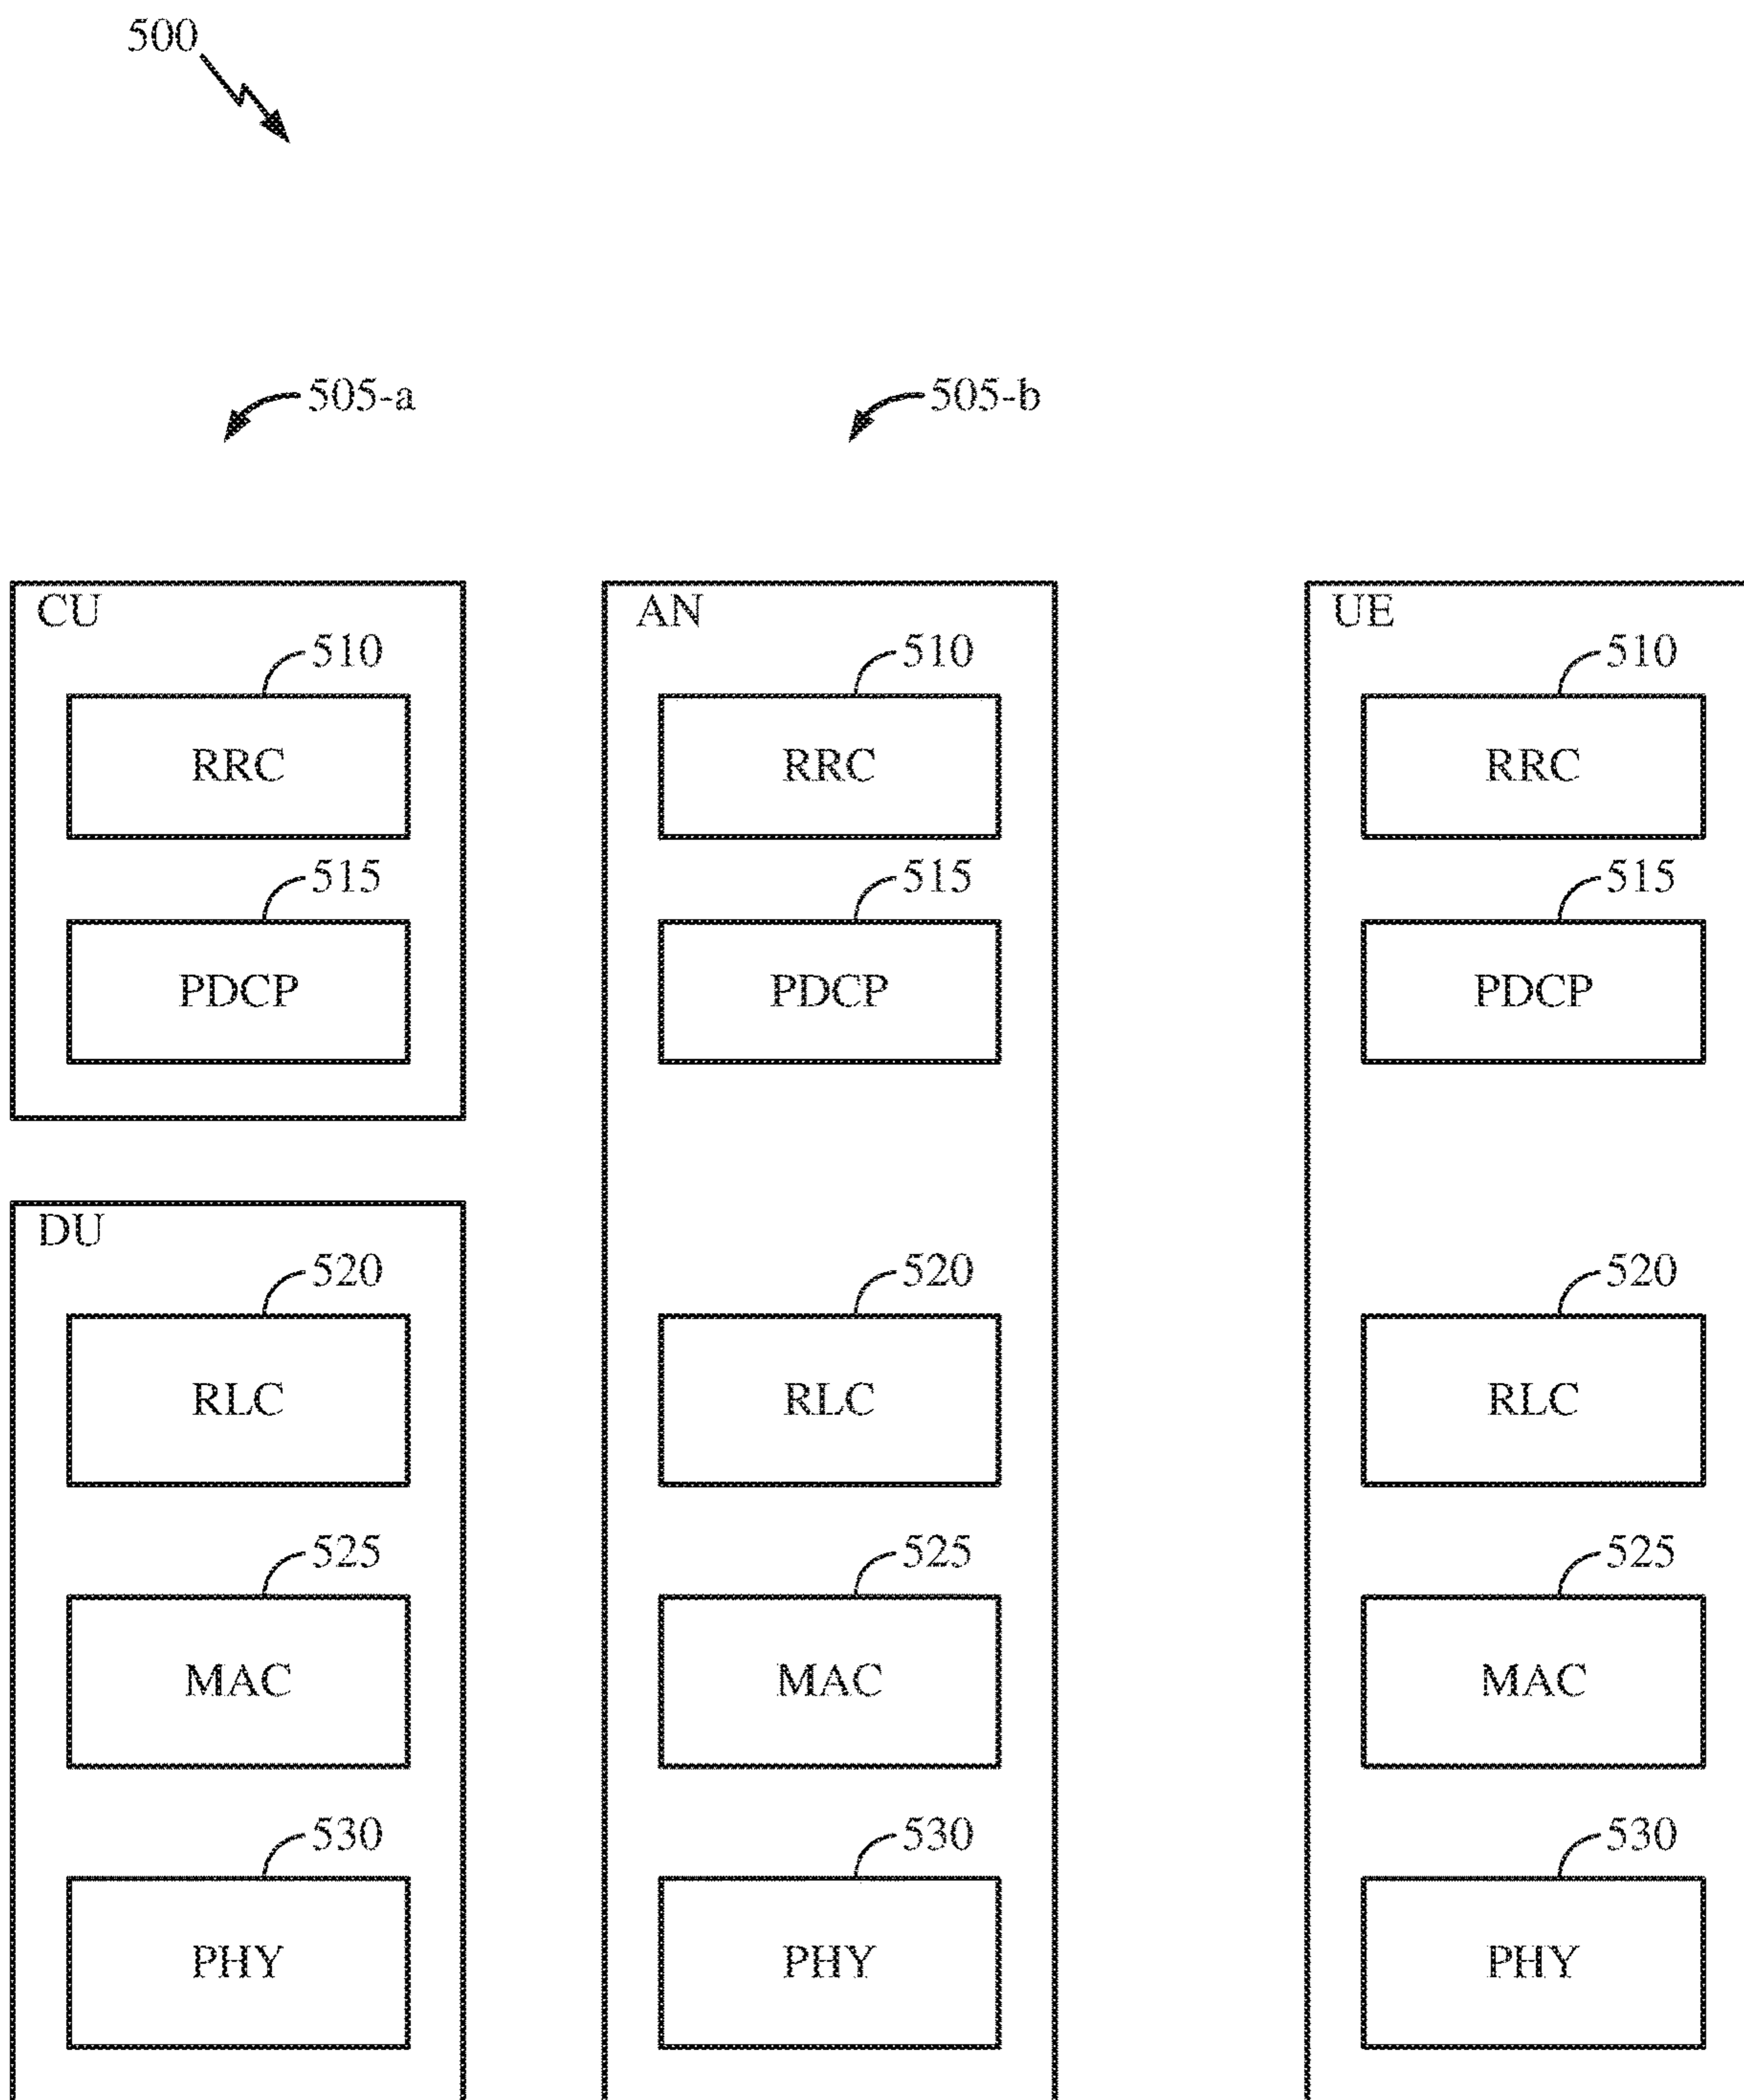 500
505-a 505-b
CU AN UE
510 510 510
RRC RRC RRC
515 515 515
PDCP PDCP PDCP
DU
520 520 520
RLC RLC RLC
525 525 525
MAC MAC MAC
530 530 530
PHY PHY PHY